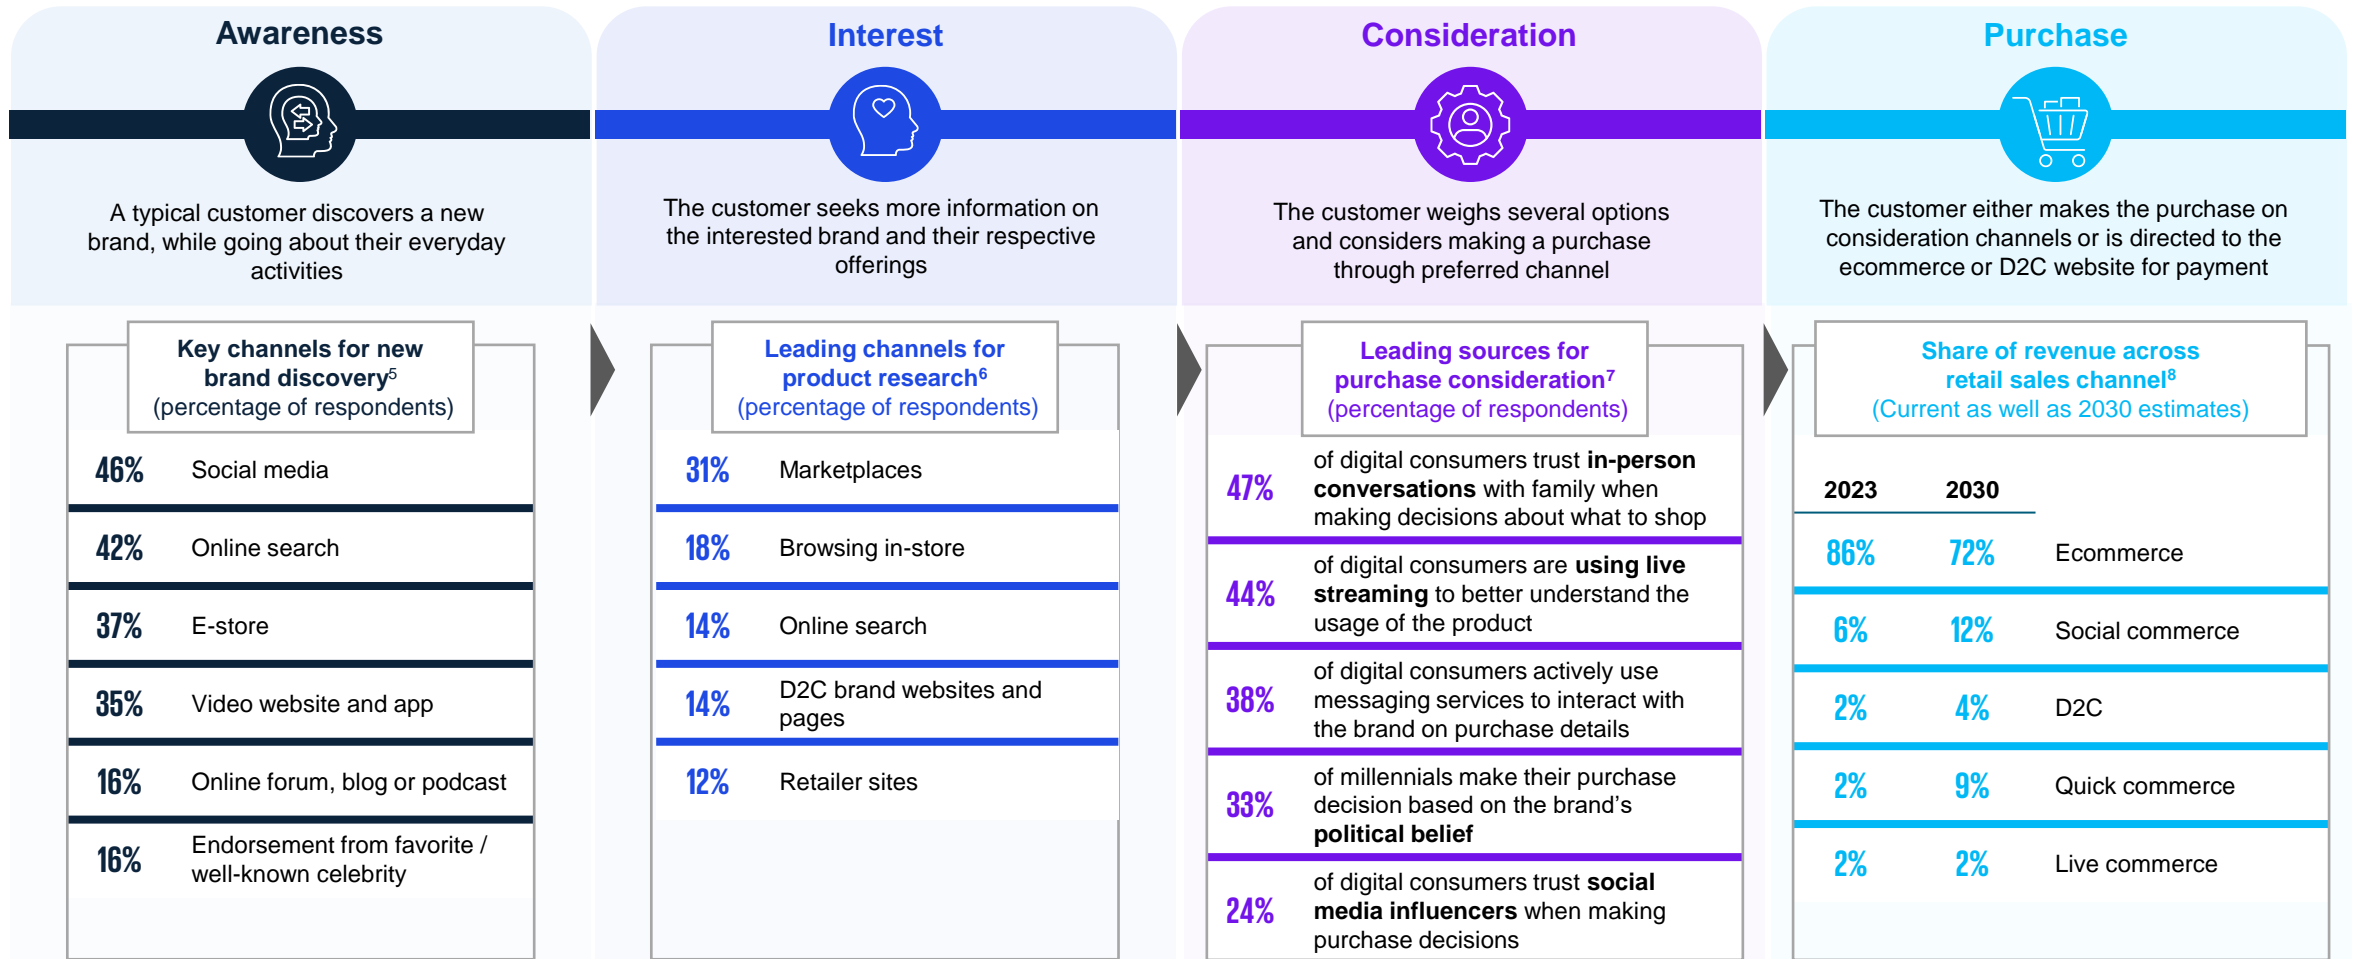 Awareness
A typical customer discovers a new
brand, while going about their everyday
activities
Key channels for new
brand discovery5
(percentage of respondents)
46% Social media
42% Online search
37% E-store
35% Video website and app
16% Online forum, blog or podcast
16% Endorsement from favorite /
well-known celebrity
Interest
The customer seeks more information on
the interested brand and their respective
offerings
Leading channels for
product research6
(percentage of respondents)
31% Marketplaces
18% Browsing in-store
14% Online search
14% D2C brand websites and
pages
12% Retailer sites
Consideration
The customer weighs several options
and considers making a purchase
through preferred channel
Leading sources for
purchase consideration7
(percentage of respondents)
47% of digital consumers trust in-person
conversations with family when
making decisions about what to shop
44% of digital consumers are using live
streaming to better understand the
usage of the product
38% of digital consumers actively use
messaging services to interact with
the brand on purchase details
33% of millennials make their purchase
decision based on the brand’s
political belief
24% of digital consumers trust social
media influencers when making
purchase decisions
Purchase
The customer either makes the purchase on
consideration channels or is directed to the
ecommerce or D2C website for payment
Share of revenue across
retail sales channel8
(Current as well as 2030 estimates)
2023 2030
86% 72% Ecommerce
6% 12% Social commerce
2% 4% D2C
2% 9% Quick commerce
2% 2% Live commerce